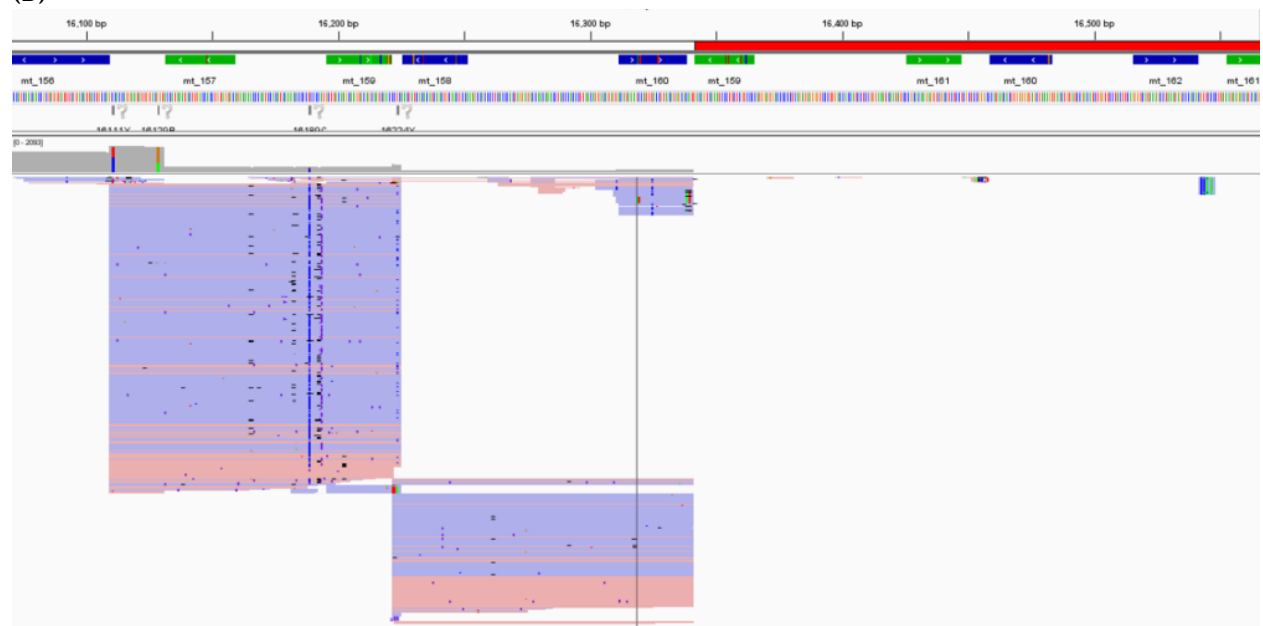 16,100 bp 16,200 bp 16,300 bp 16,400 bp 16,500 bp
mt_156 mt_157 mt_159 mt_158 mt_160 mt_159 mt_161 mt_160 mt_162 mt_161
? ? ? ?
[0 - 2093]